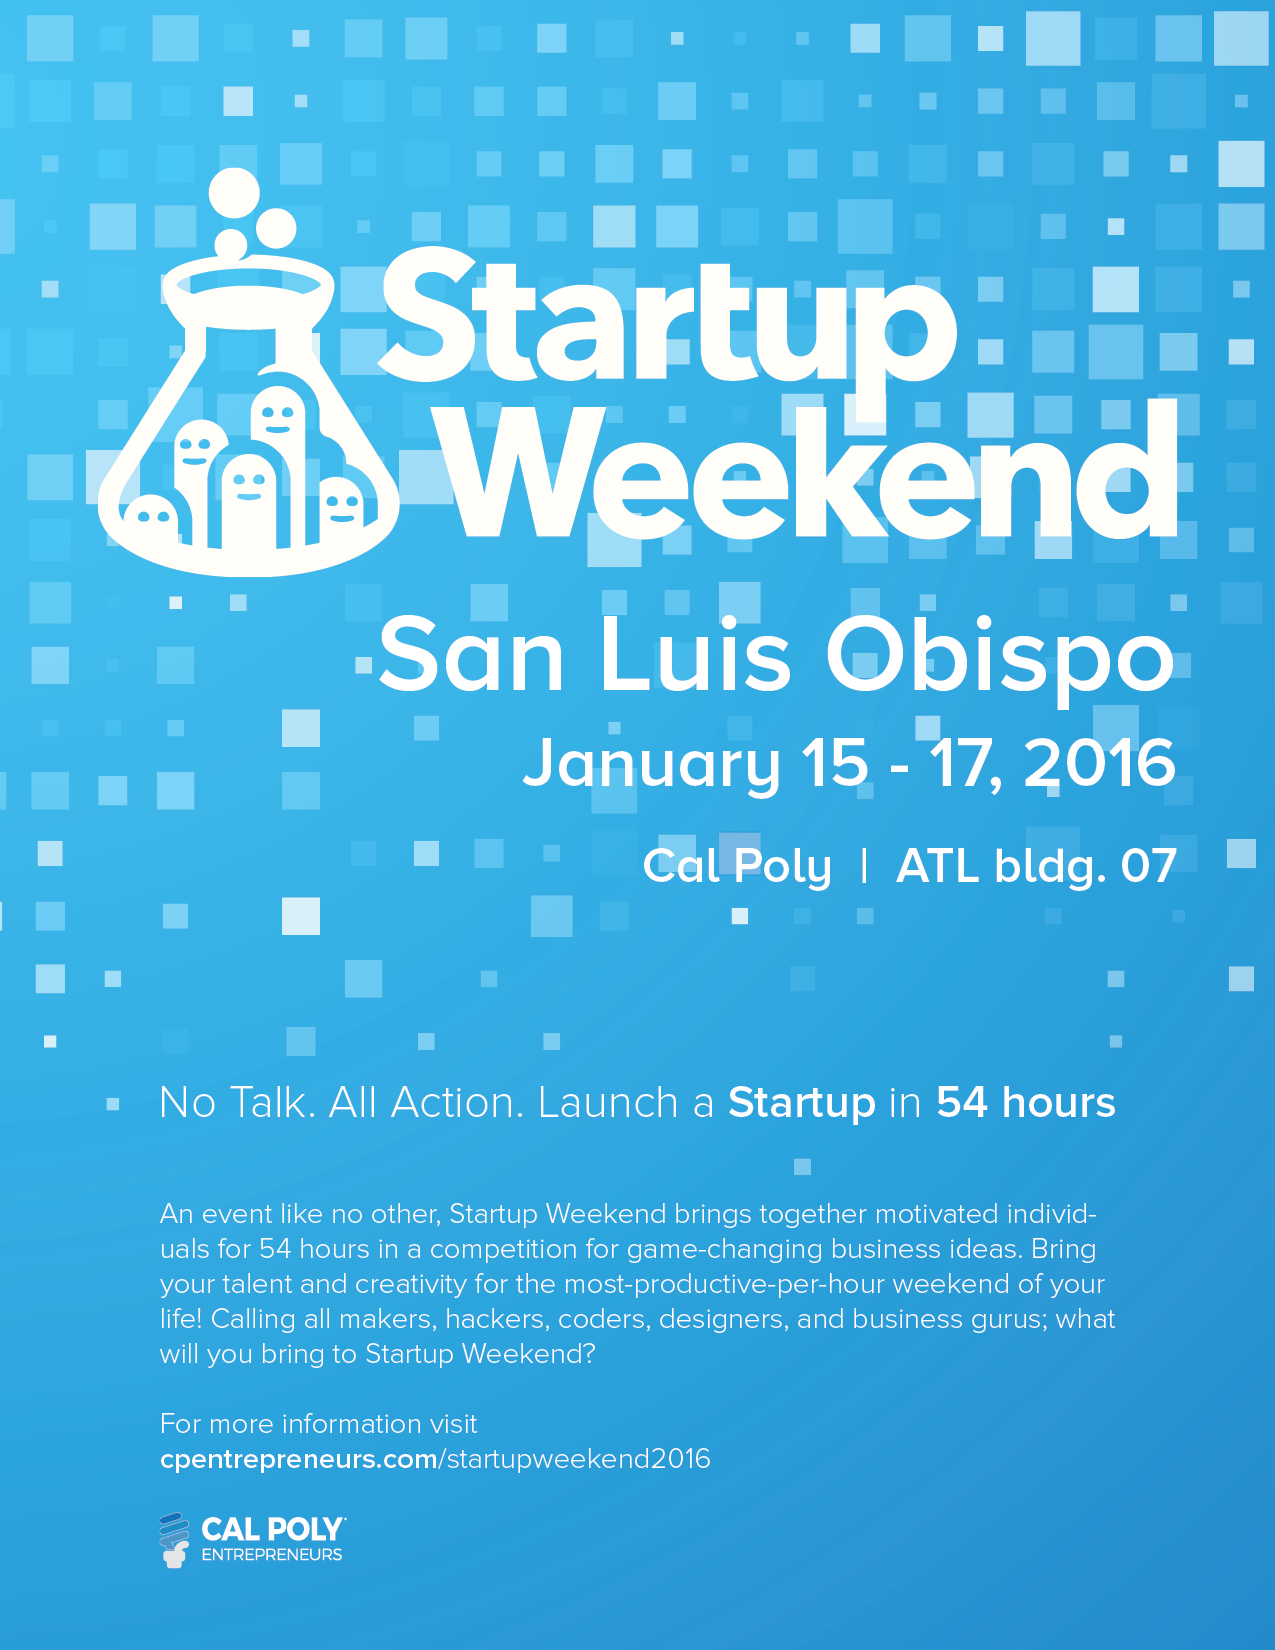 Startup
Weekend
San Luis Obispo
January 15 - 17, 2016
Cal Poly | ATL bldg. 07
No Talk. All Action. Launch a Startup in 54 hours
An event like no other, Startup Weekend brings together motivated individ-
uals for 54 hours in a competition for game-changing business ideas. Bring
your talent and creativity for the most-productive-per-hour weekend of your
life! Calling all makers, hackers, coders, designers, and business gurus; what
will you bring to Startup Weekend?
For more information visit
cpentrepreneurs.com/startupweekend2016
CAL POLY
ENTREPRENEURS